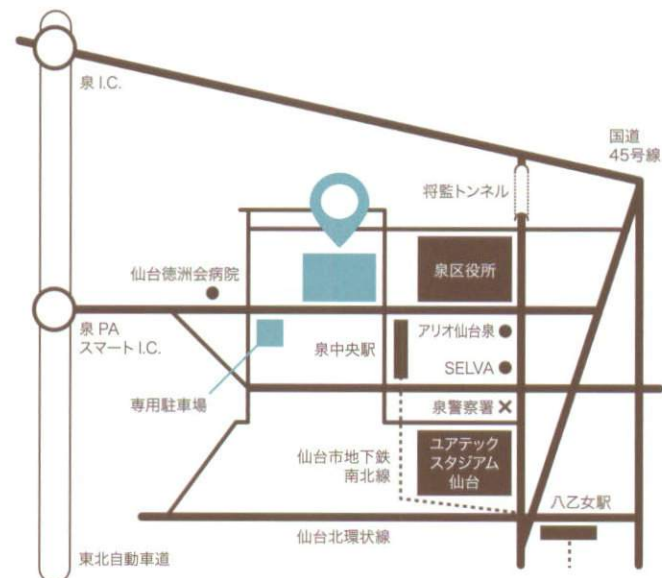 泉 I.C.
国道
45号線
将監トンネル
仙台徳洲会病院
泉区役所
泉 PA
スマート I.C.
泉中央駅
アリオ仙台泉
SELVA
専用駐車場
泉警察署
仙台市地下鉄
南北線
ユアテック
スタジアム
仙台
八乙女駅
仙台北環状線
東北自動車道